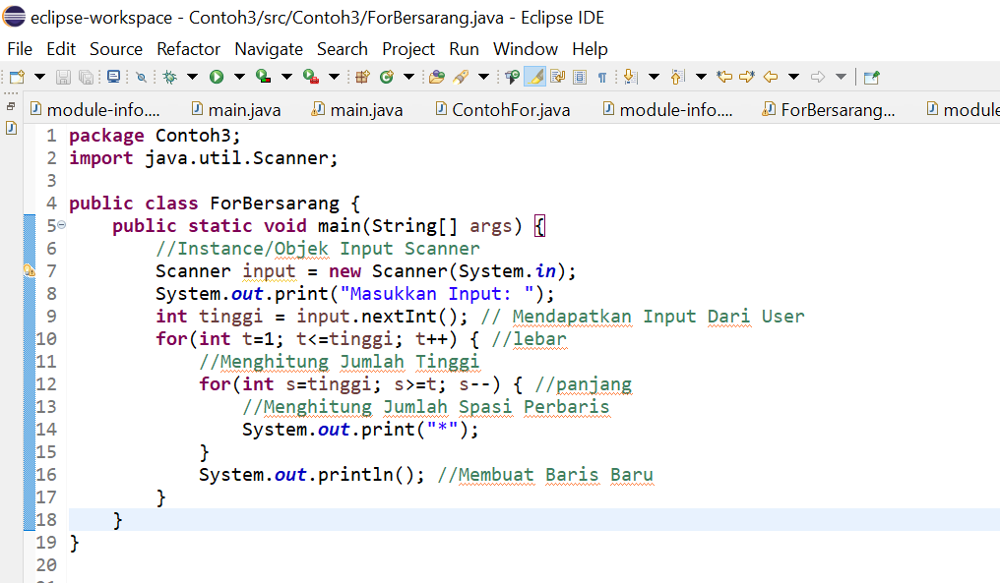 eclipse-workspace - Contoh3/src/Contoh3/ForBersarang.java - Eclipse IDE
File Edit Source Refactor Navigate Search Project Run Window Help
module-info.... main.java main.java ContohFor.java module-info.... ForBersarang... module
1 package Contoh3;
2 import java.util.Scanner;
3
4 public class ForBersarang {
5 public static void main(String[] args) {
6 //Instance/Objek Input Scanner
7 Scanner input = new Scanner(System.in);
8 System.out.print("Masukkan Input: ");
9 int tinggi = input.nextInt(); // Mendapatkan Input Dari User
10 for(int t=1; t<=tinggi; t++) { //lebar
11 //Menghitung Jumlah Tinggi
12 for(int s=tinggi; s>=t; s--) { //panjang
13 //Menghitung Jumlah Spasi Perbaris
14 System.out.print("*");
15 }
16 System.out.println(); //Membuat Baris Baru
17 }
18 }
19 }
20